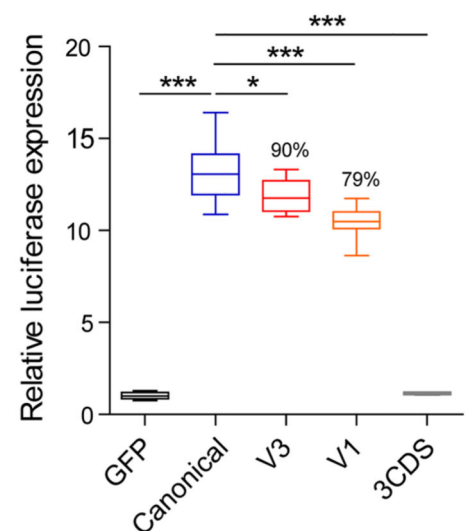 ***
***
*** *
20
15
10
5
0
Relative luciferase expression
90%
79%
GFP
Canonical
V3
V1
3CDS